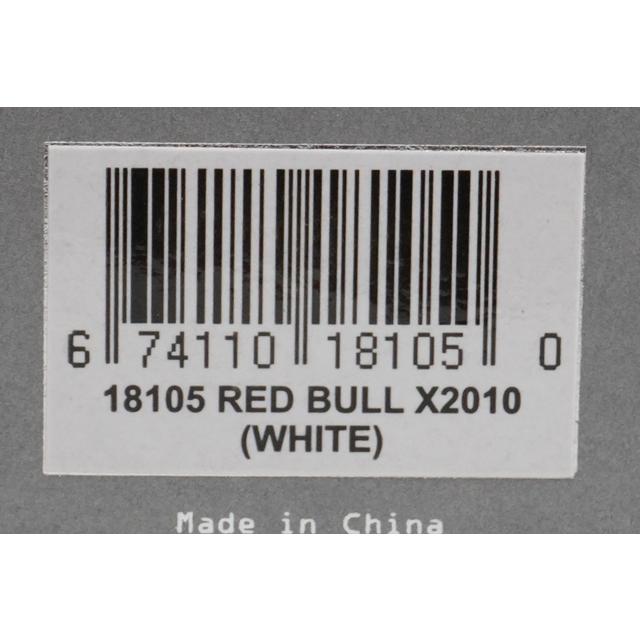 6 74110 18105 0
18105 RED BULL X2010
(WHITE)
Made in China